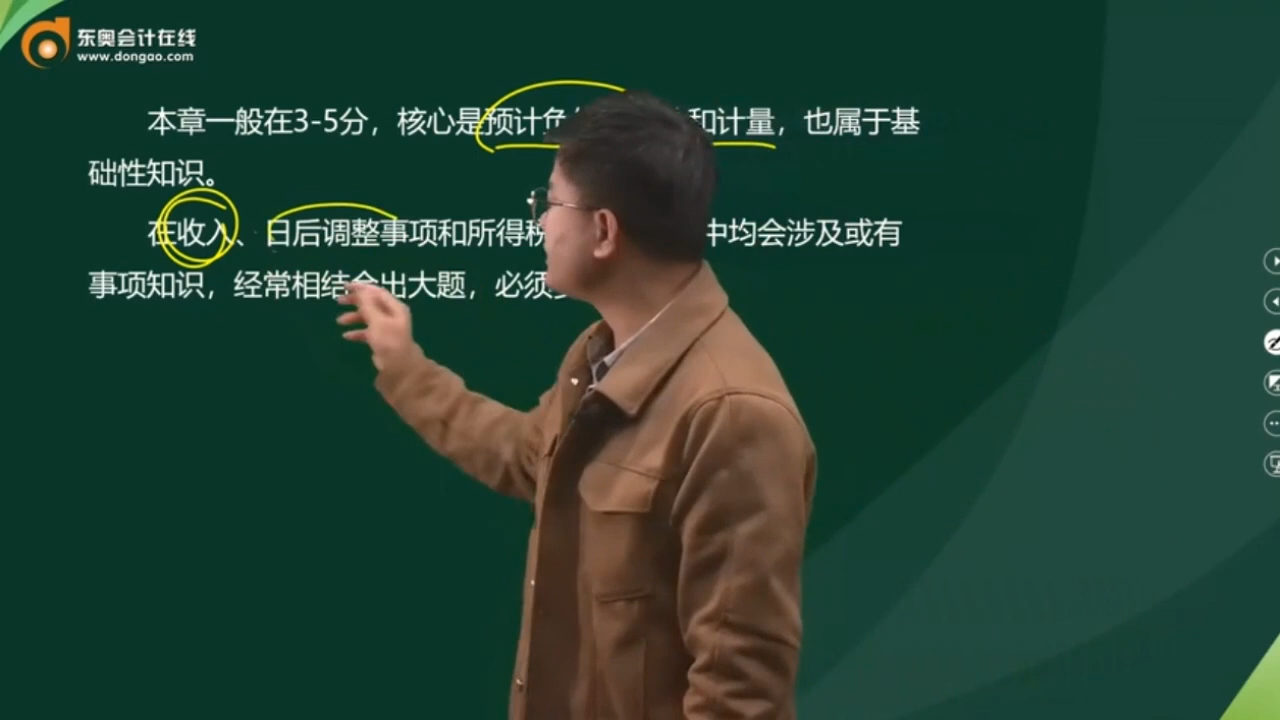 东奥会计在线
www.dongao.com
本章一般在3-5分，核心是预计负 和计量，也属于基
础性知识。
在收入、日后调整事项和所得税 中均会涉及或有
事项知识，经常相结合出大题，必须